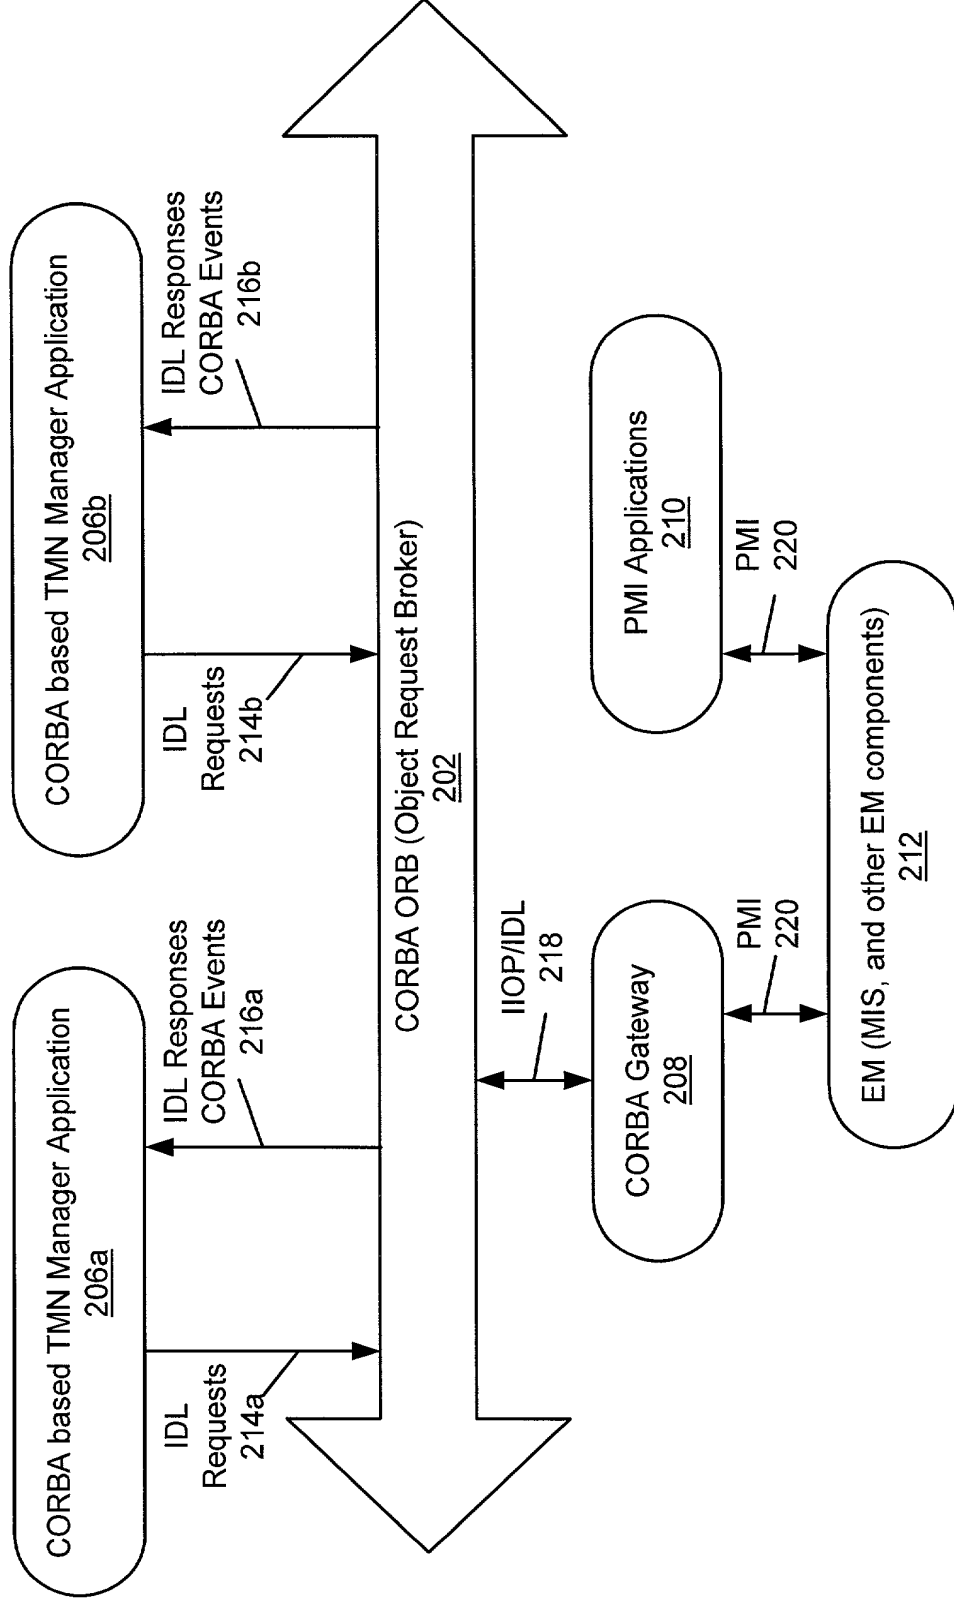 CORBA based TMN Manager Application
206a
CORBA based TMN Manager Application
206b
IDL
Requests
214a
IDL Responses
CORBA Events
216a
IDL
Requests
214b
IDL Responses
CORBA Events
216b
CORBA ORB (Object Request Broker)
202
IIOP/IDL
218
CORBA Gateway
208
PMI Applications
210
PMI
220
PMI
220
EM (MIS, and other EM components)
212